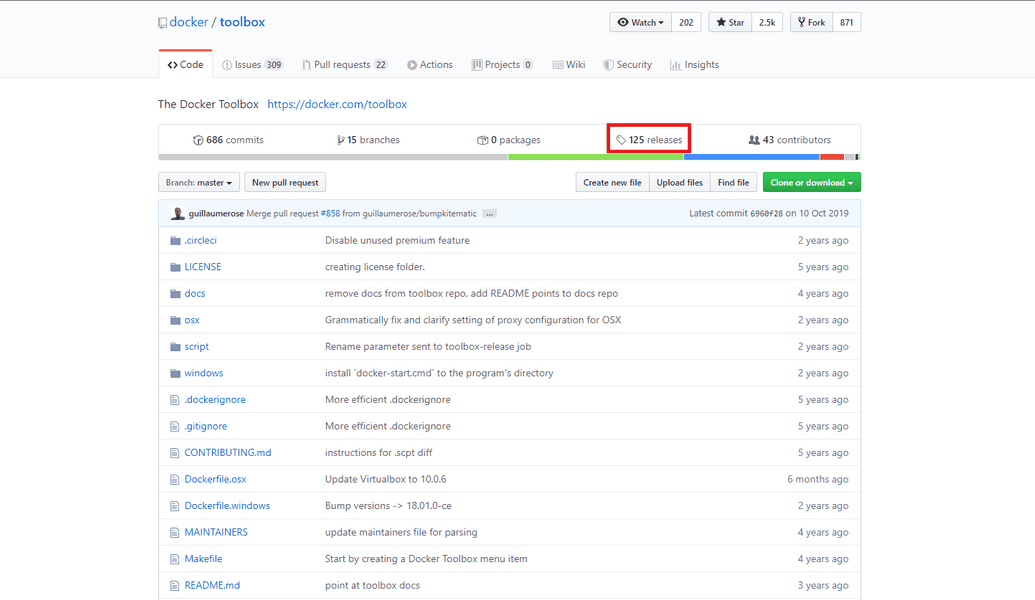 docker / toolbox
Watch 202 Star 2.5k Fork 871
Code Issues 309 Pull requests 22 Actions Projects 0 Wiki Security Insights
The Docker Toolbox https://docker.com/toolbox
686 commits 15 branches 0 packages 125 releases 43 contributors
Branch: master New pull request Create new file Upload files Find file Clone or download
guillaumerose Merge pull request #858 from guillaumerose/bumpkitematic ... Latest commit 6960f28 on 10 Oct 2019
.circleci Disable unused premium feature 2 years ago
LICENSE creating license folder. 5 years ago
docs remove docs from toolbox repo, add README points to docs repo 4 years ago
osx Grammatically fix and clarify setting of proxy configuration for OSX 2 years ago
script Rename parameter sent to toolbox-release job 2 years ago
windows install `docker-start.cmd` to the program's directory 2 years ago
.dockerignore More efficient .dockerignore 5 years ago
.gitignore More efficient .dockerignore 5 years ago
CONTRIBUTING.md instructions for .scpt diff 5 years ago
Dockerfile.osx Update Virtualbox to 10.0.6 6 months ago
Dockerfile.windows Bump versions -> 18.01.0-ce 2 years ago
MAINTAINERS update maintainers file for parsing 4 years ago
Makefile Start by creating a Docker Toolbox menu item 4 years ago
README.md point at toolbox docs 3 years ago